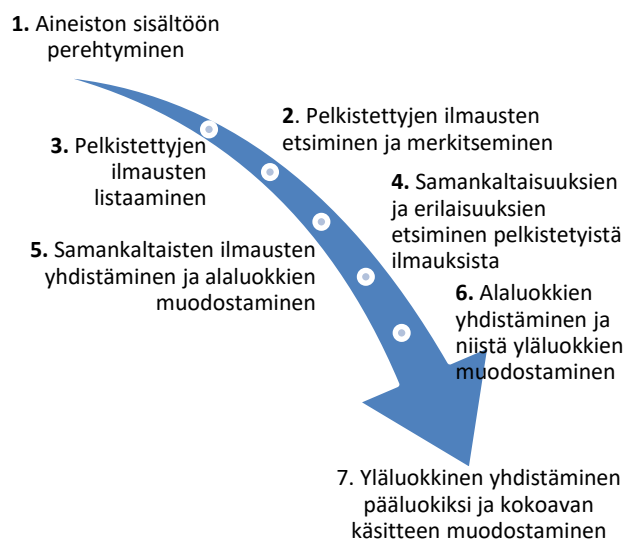 1. Aineiston sisältöön
perehtyminen
2. Pelkistettyjen ilmausten
etsiminen ja merkitseminen
3. Pelkistettyjen
ilmausten
listaaminen
4. Samankaltaisuuksien
ja erilaisuuksien
etsiminen pelkistetyistä
ilmauksista
5. Samankaltaisten ilmausten
yhdistäminen ja alaluokkien
muodostaminen
6. Alaluokkien
yhdistäminen ja
niistä yläluokkien
muodostaminen
7. Yläluokkinen yhdistäminen
pääluokiksi ja kokoavan
käsitteen muodostaminen